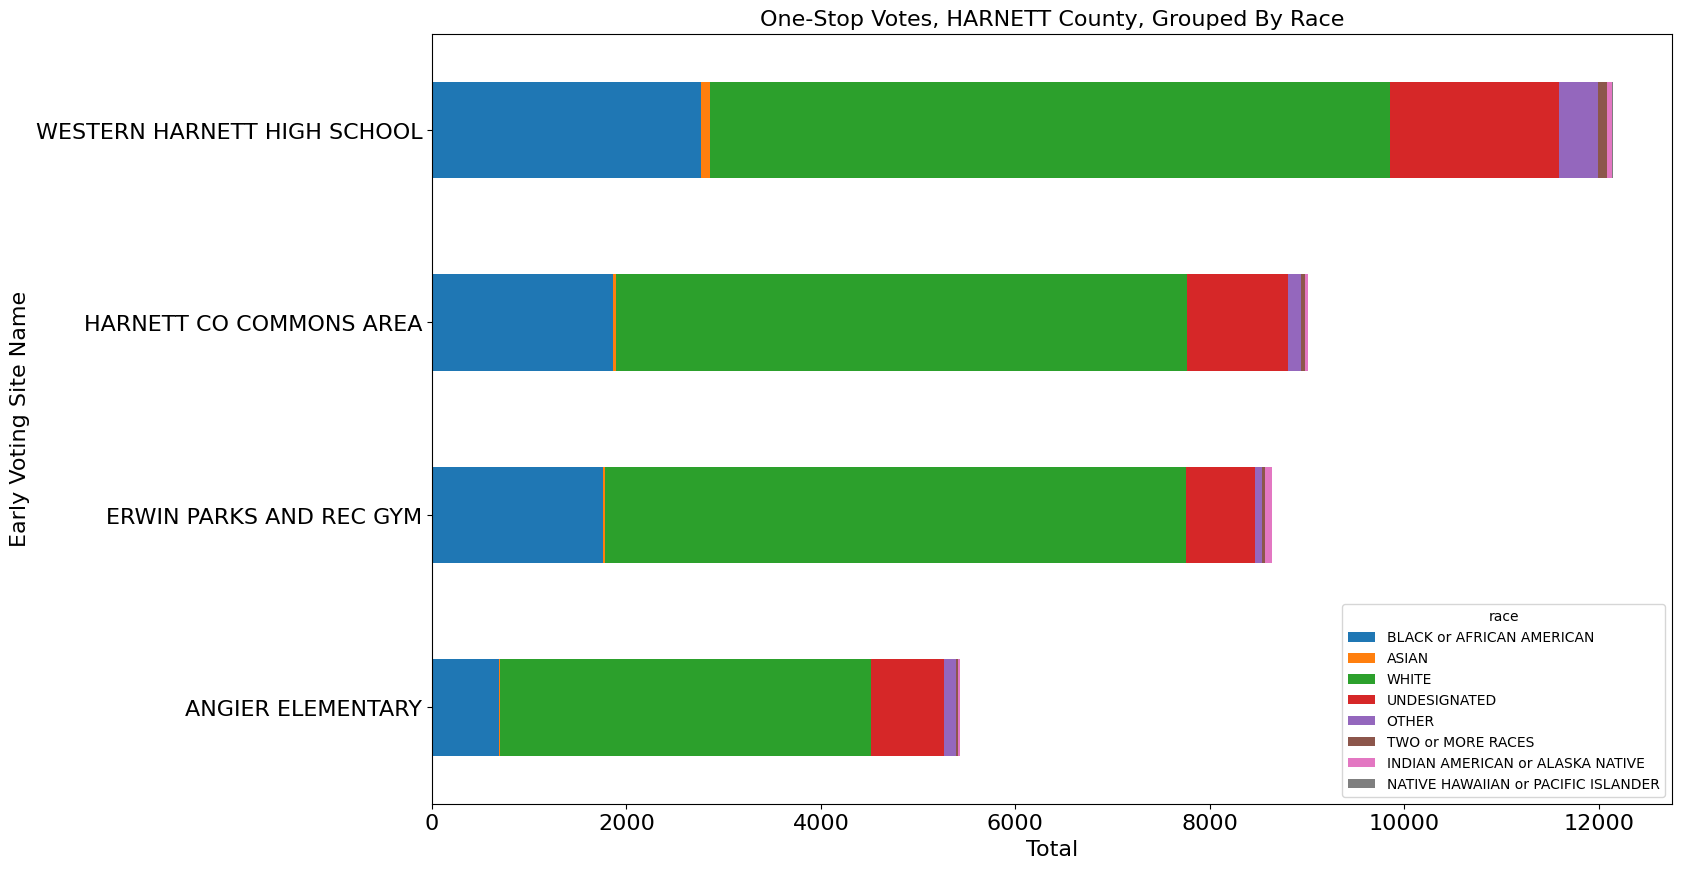 One-Stop Votes, HARNETT County, Grouped By Race
Early Voting Site Name
WESTERN HARNETT HIGH SCHOOL
HARNETT CO COMMONS AREA
ERWIN PARKS AND REC GYM
ANGIER ELEMENTARY
race
BLACK or AFRICAN AMERICAN
ASIAN
WHITE
UNDESIGNATED
OTHER
TWO or MORE RACES
INDIAN AMERICAN or ALASKA NATIVE
NATIVE HAWAIIAN or PACIFIC ISLANDER
0 2000 4000 6000 8000 10000 12000
Total